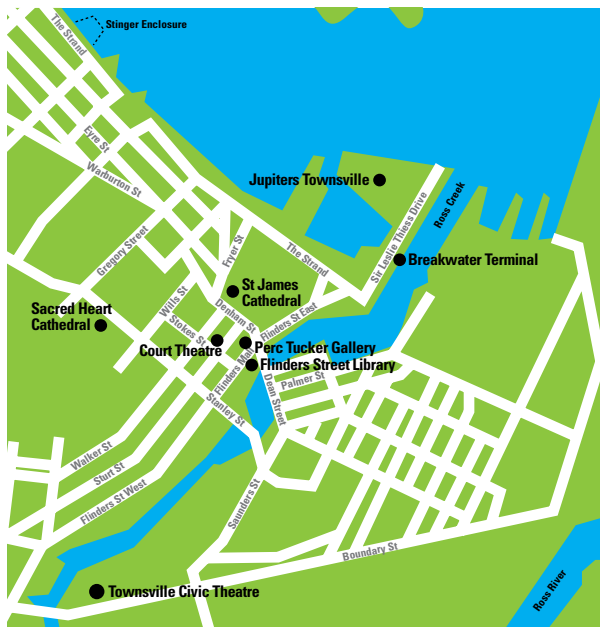 The Strand
Stinger Enclosure
Eyre St
Warburton St
Jupiters Townsville
Ross Creek
Sir Leslie Thiess Drive
Gregory Street
Fryer St
The Strand
Breakwater Terminal
St James
Cathedral
Wills St
Denham St
Flinders St East
Sacred Heart
Cathedral
Stokes St
Court Theatre
Perc Tucker Gallery
Flinders Mall
Flinders Street Library
Palmer St
Dean Street
Stanley St
Walker St
Sturt St
Flinders St West
Saunders St
Boundary St
Townsville Civic Theatre
Ross River